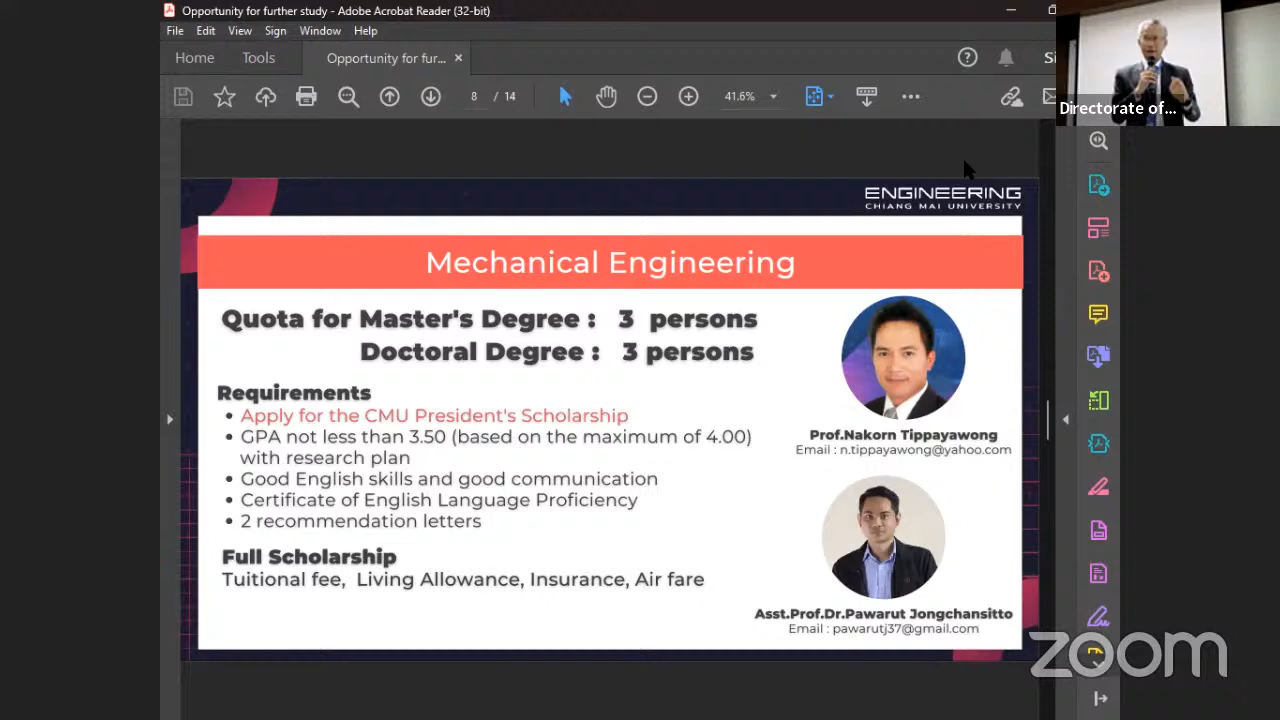 Opportunity for further study - Adobe Acrobat Reader (32-bit)
File Edit View Sign Window Help
Home Tools Opportunity for fur... ×
8 / 14 41.6%
Directorate of...
ENGINEERING
CHIANG MAI UNIVERSITY
Mechanical Engineering
Quota for Master's Degree : 3 persons
Doctoral Degree : 3 persons
Requirements
• Apply for the CMU President's Scholarship
• GPA not less than 3.50 (based on the maximum of 4.00)
with research plan
• Good English skills and good communication
• Certificate of English Language Proficiency
• 2 recommendation letters
Full Scholarship
Tuitional fee, Living Allowance, Insurance, Air fare
Prof.Nakorn Tippayawong
Email : n.tippayawong@yahoo.com
Asst.Prof.Dr.Pawarut Jongchansitto
Email : pawarutj37@gmail.com
zoom